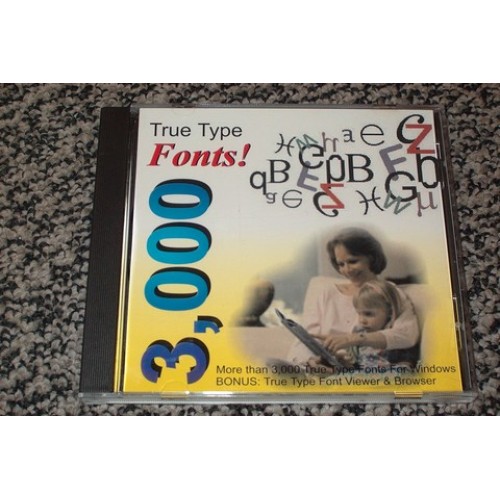 True Type
Fonts!
3,000
More than 3,000 True Type Fonts For Windows
BONUS: True Type Font Viewer & Browser